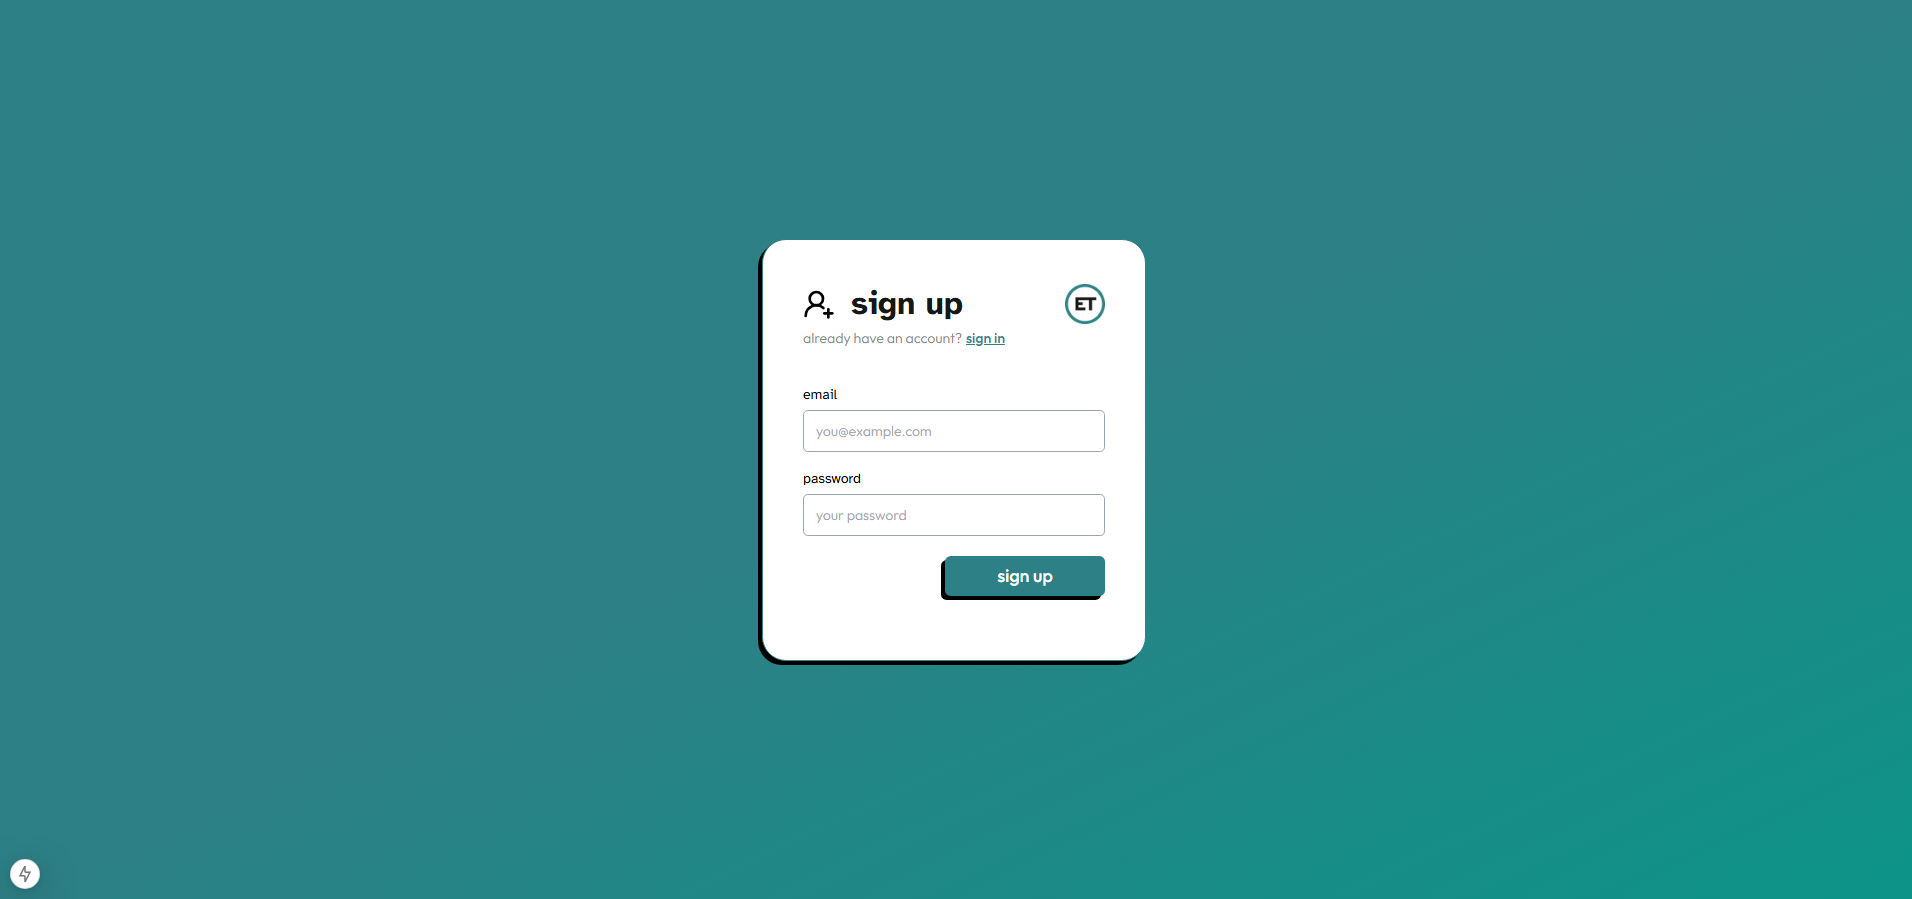 sign up
ET
already have an account? sign in
email
you@example.com
password
your password
sign up